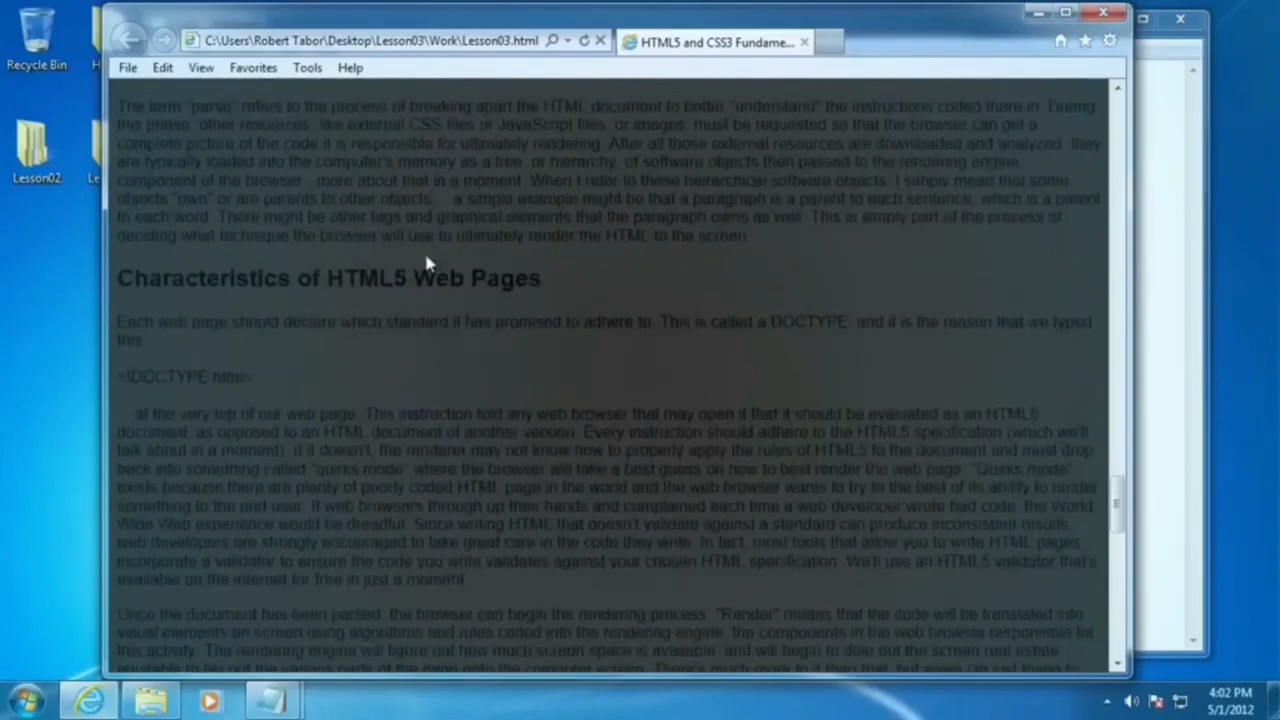 Recycle Bin
Lesson02
C:\Users\Robert Tabor\Desktop\Lesson03\Work\Lesson03.html
HTML5 and CSS3 Fundame...
File Edit View Favorites Tools Help
The term "parse" refers to the process of breaking apart the HTML document to better "understand" the instructions coded there in. During
this phase, other resources, like external CSS files or JavaScript files, or images, must be requested so that the browser can get a
complete picture of the code it is responsible for ultimately rendering. After all those external resources are downloaded and analyzed, they
are typically loaded into the computer's memory as a tree, or hierarchy, of software objects then passed to the rendering engine
component of the browser more about that in a moment. When I refer to these hierarchical software objects, I simply mean that some
objects "own" or are parents to other objects a simple example might be that a paragraph is a parent to each sentence, which is a parent
to each word. There might be other tags and graphical elements that the paragraph owns as well. This is simply part of the process of
deciding what technique the browser will use to ultimately render the HTML to the screen.
Characteristics of HTML5 Web Pages
Each web page should declare which standard it has promised to adhere to. This is called a DOCTYPE, and it is the reason that we typed
this
<!DOCTYPE html>
at the very top of our web page. This instruction told any web browser that may open it that it should be evaluated as an HTML5
document, as opposed to an HTML document of another version. Every instruction should adhere to the HTML5 specification (which we'll
talk about in a moment), if it doesn't, the renderer may not know how to properly apply the rules of HTML5 to the document and must drop
back into something called "quirks mode" where the browser will take a best guess on how to best render the web page. "Quirks mode"
exists because there are plenty of poorly coded HTML page in the world and the web browser wants to try to the best of its ability to render
something to the end user. If web browsers through up their hands and complained each time a web developer wrote bad code, the World
Wide Web experience would be dreadful. Since writing HTML that doesn't validate against a standard can produce inconsistent results
web developers are strongly encouraged to take great care in the code they write. In fact, most tools that allow you to write HTML pages
incorporate a validator to ensure the code you write validates against your chosen HTML specification. We'll use an HTML5 validator that's
available on the internet for free in just a moment.
Once the document has been parsed, the browser can begin the rendering process. "Render" means that the code will be translated into
visual elements on screen using algorithms and rules coded into the rendering engine, the components in the web browser responsible for
this activity. The rendering engine will figure out how much screen space is available, and will begin to dole out the screen real estate
4:02 PM
5/1/2012